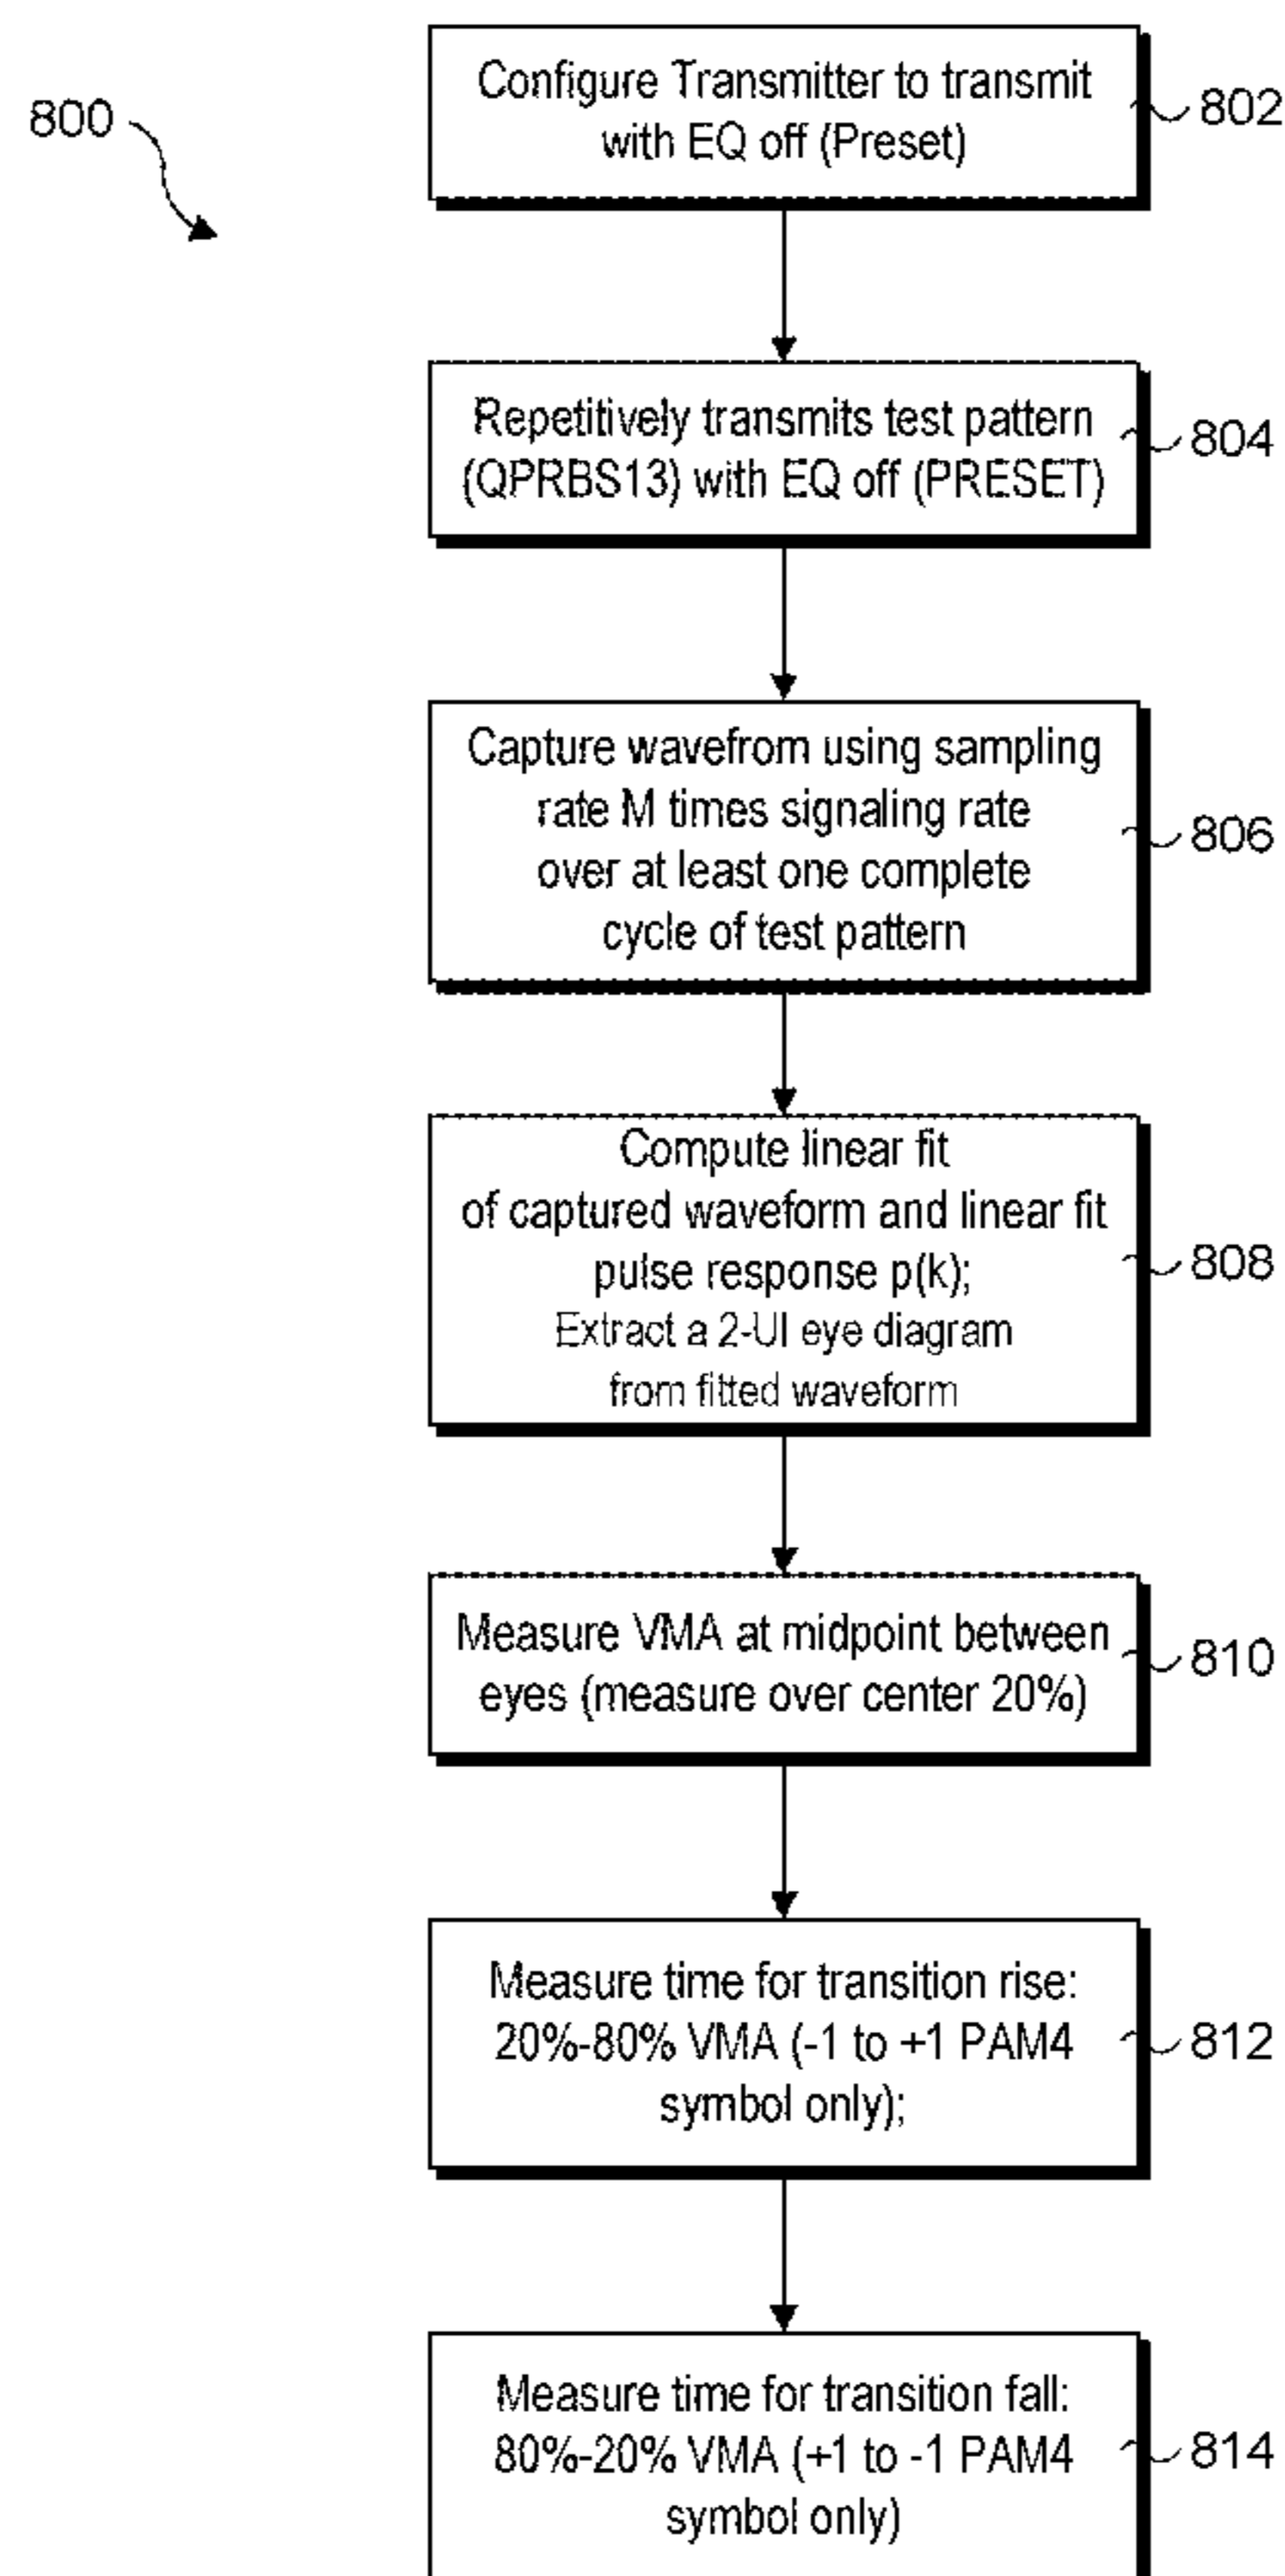 800
Configure Transmitter to transmit
with EQ off (Preset)
802
Repetitively transmits test pattern
(QPRBS13) with EQ off (PRESET)
804
Capture wavefrom using sampling
rate M times signaling rate
over at least one complete
cycle of test pattern
806
Compute linear fit
of captured waveform and linear fit
pulse response p(k);
Extract a 2-UI eye diagram
from fitted waveform
808
Measure VMA at midpoint between
eyes (measure over center 20%)
810
Measure time for transition rise:
20%-80% VMA (-1 to +1 PAM4
symbol only);
812
Measure time for transition fall:
80%-20% VMA (+1 to -1 PAM4
symbol only)
814